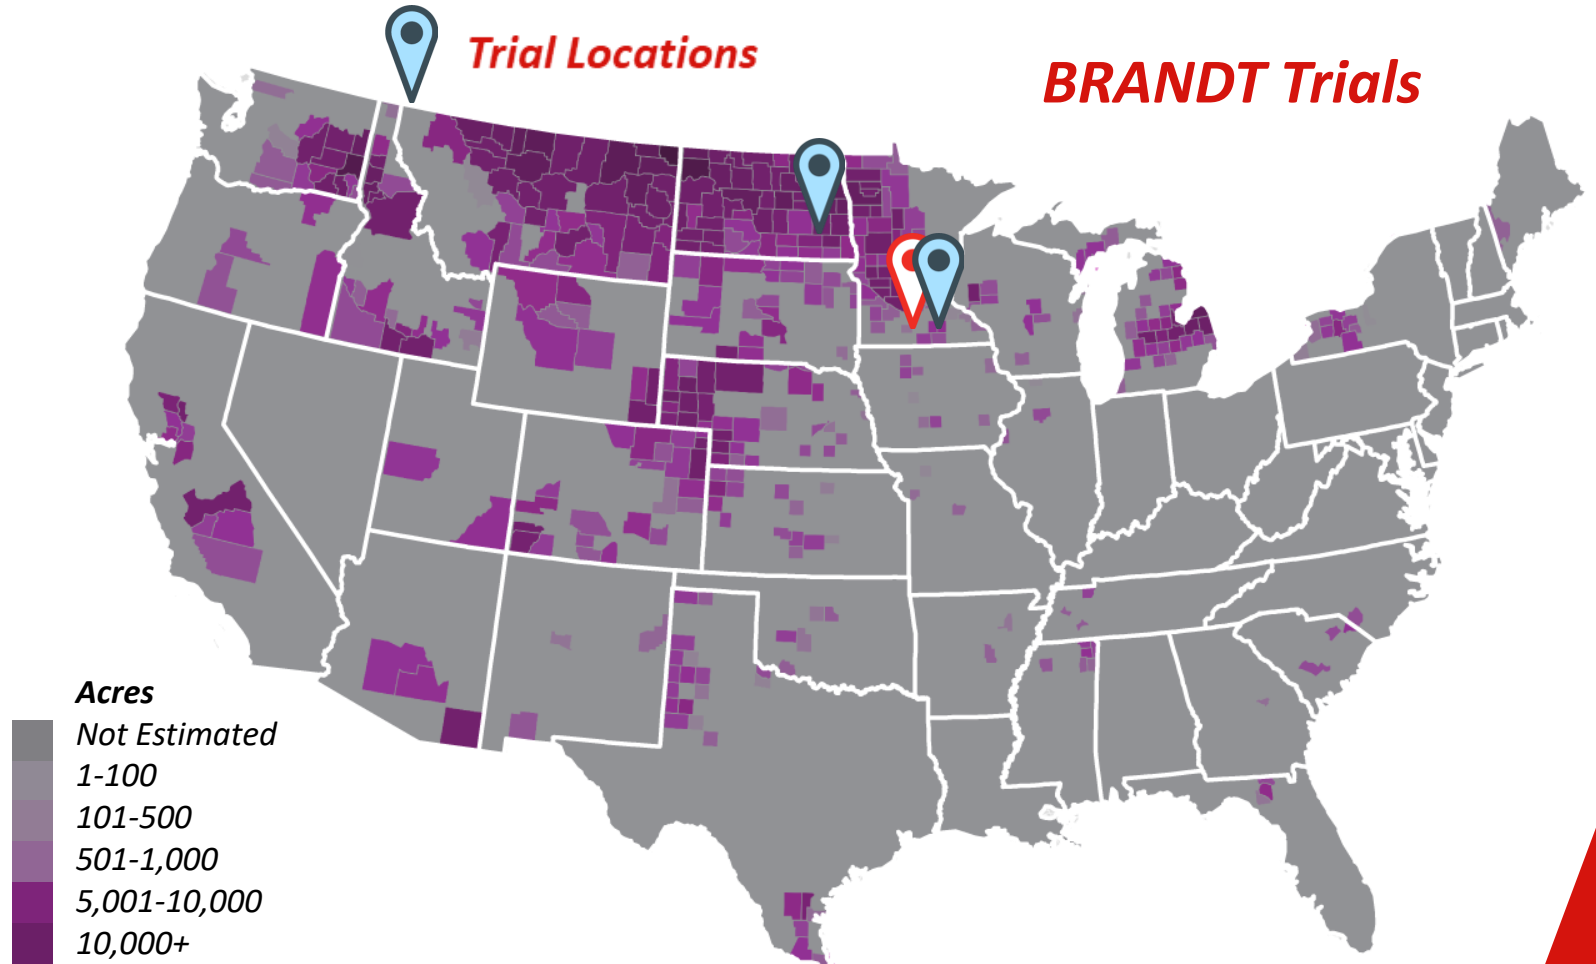 Trial Locations
BRANDT Trials
Acres
Not Estimated
1-100
101-500
501-1,000
5,001-10,000
10,000+